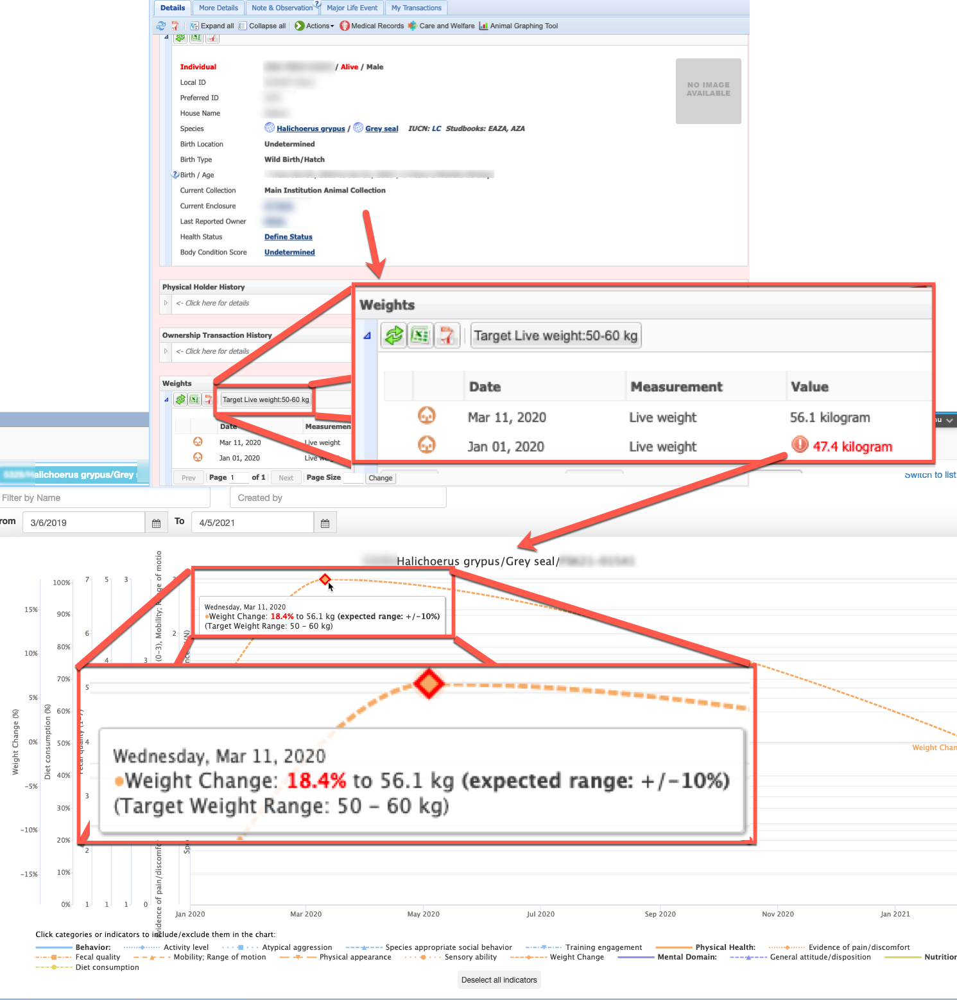 Details
More Details
Note & Observation
?
Major Life Event
My Transactions
Expand all
Collapse all
Actions
Medical Records
Care and Welfare
Animal Graphing Tool
Individual
/ Alive / Male
NO IMAGE
AVAILABLE
Local ID
Preferred ID
House Name
Species
Halichoerus grypus / Grey seal IUCN: LC Studbooks: EAZA, AZA
Birth Location
Undetermined
Birth Type
Wild Birth/Hatch
?
Birth / Age
Current Collection
Main Institution Animal Collection
Current Enclosure
Last Reported Owner
Health Status
Define Status
Body Condition Score
Undetermined
Physical Holder History
<- Click here for details
Ownership Transaction History
<- Click here for details
Weights
Target Live weight:50-60 kg
Date
Measuremen
Mar 11, 2020
Live weight
Jan 01, 2020
Live
Prev
Page 1 of 1
Next
Page Size
Change
Weights
Target Live weight:50-60 kg
Date
Measurement
Value
Mar 11, 2020
Live weight
56.1 kilogram
Jan 01, 2020
Live weight
47.4 kilogram
nu
alichoerus grypus/Grey s
Switch to list
Filter by Name
Created by
rom
3/6/2019
To
4/5/2021
Halichoerus grypus/Grey seal/
Wednesday, Mar 11, 2020
Weight Change: 18.4% to 56.1 kg (expected range: +/-10%)
(Target Weight Range: 50 – 60 kg)
Wednesday, Mar 11, 2020
Weight Change: 18.4% to 56.1 kg (expected range: +/-10%)
(Target Weight Range: 50 – 60 kg)
Weight Change (%)
15%
10%
5%
0%
-5%
-10%
-15%
Diet consumption (%)
100%
90%
80%
70%
60%
50%
40%
30%
20%
10%
0%
7
6
5
4
3
2
1
5
4
1
3
3
1
0
2
(0-3), Mobility; Range of motio
Evidence of pain/discomfo
Weight Chan
Jan 2020
Mar 2020
May 2020
Jul 2020
Sep 2020
Nov 2020
Jan 2021
Click categories or indicators to include/exclude them in the chart:
Behavior:
Activity level
Atypical aggression
Species appropriate social behavior
Training engagement
Physical Health:
Evidence of pain/discomfort
Fecal quality
Mobility; Range of motion
Physical appearance
Sensory ability
Weight Change
Mental Domain:
General attitude/disposition
Nutrition
Diet consumption
Deselect all indicators